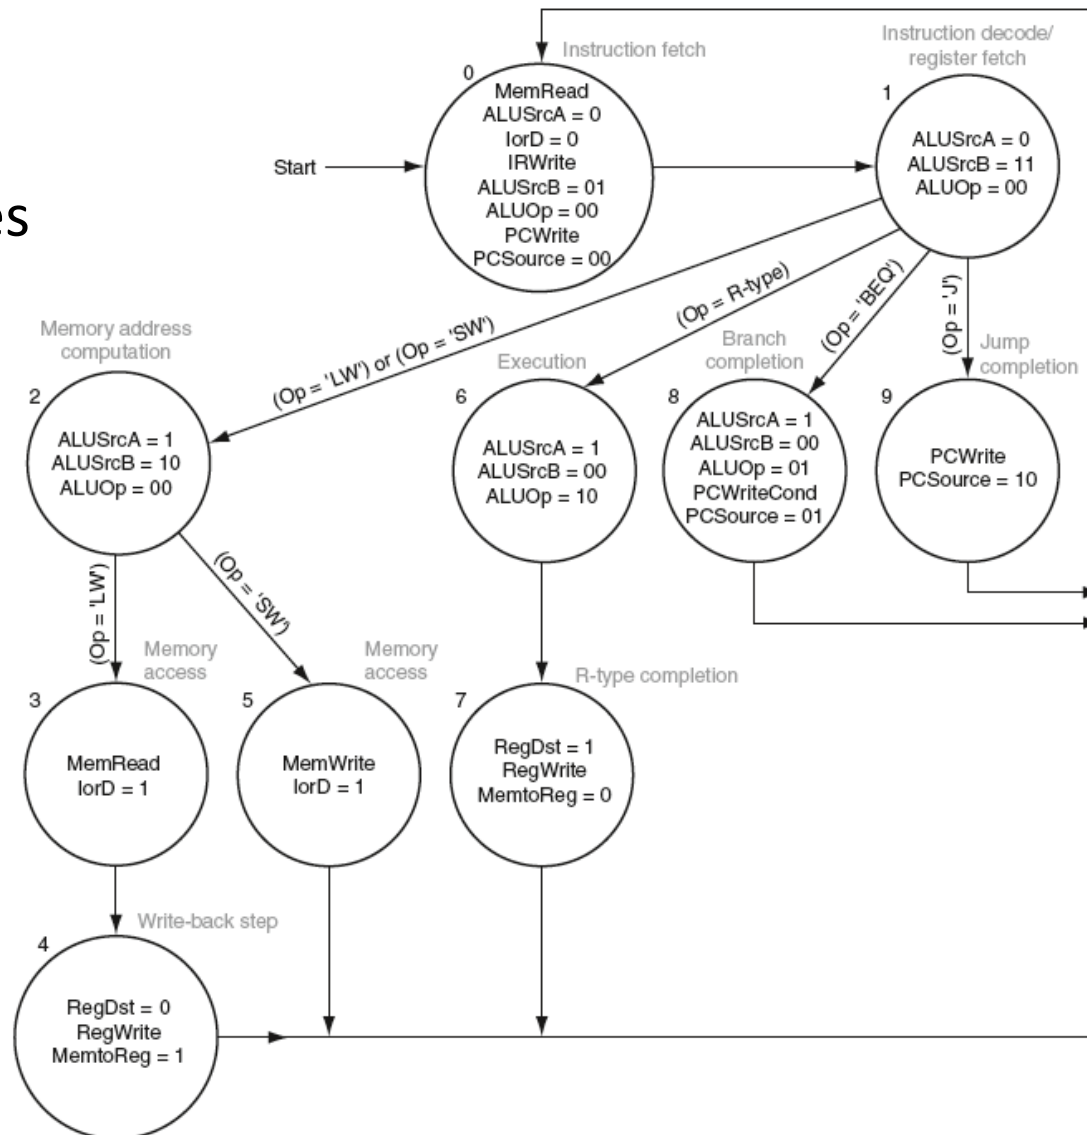 es
Instruction fetch
0
MemRead
ALUSrcA = 0
IorD = 0
IRWrite
ALUSrcB = 01
ALUOp = 00
PCWrite
PCSource = 00
Start
Instruction decode/
register fetch
1
ALUSrcA = 0
ALUSrcB = 11
ALUOp = 00
(Op = 'LW') or (Op = 'SW')
(Op = R-type)
(Op = 'BEQ')
(Op = 'J')
Memory address
computation
2
ALUSrcA = 1
ALUSrcB = 10
ALUOp = 00
Execution
6
ALUSrcA = 1
ALUSrcB = 00
ALUOp = 10
Branch
completion
8
ALUSrcA = 1
ALUSrcB = 00
ALUOp = 01
PCWriteCond
PCSource = 01
Jump
completion
9
PCWrite
PCSource = 10
(Op = 'LW')
(Op = 'SW')
Memory
access
3
MemRead
IorD = 1
Memory
access
5
MemWrite
IorD = 1
R-type completion
7
RegDst = 1
RegWrite
MemtoReg = 0
Write-back step
4
RegDst = 0
RegWrite
MemtoReg = 1